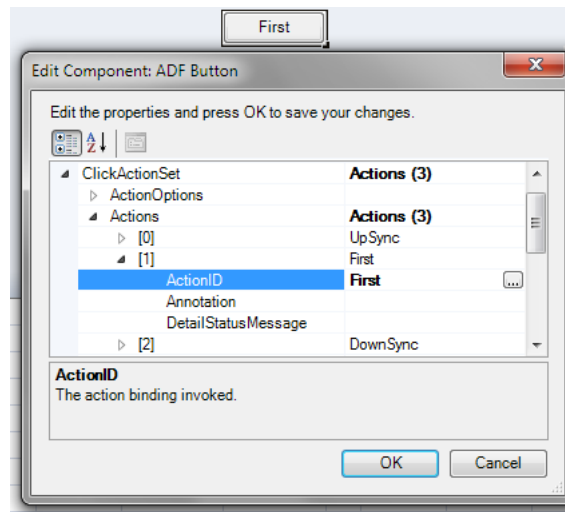 First
Edit Component: ADF Button
Edit the properties and press OK to save your changes.
ClickActionSet Actions (3)
ActionOptions
Actions Actions (3)
[0] UpSync
[1] First
ActionID First ...
Annotation
DetailStatusMessage
[2] DownSync
ActionID
The action binding invoked.
OK Cancel